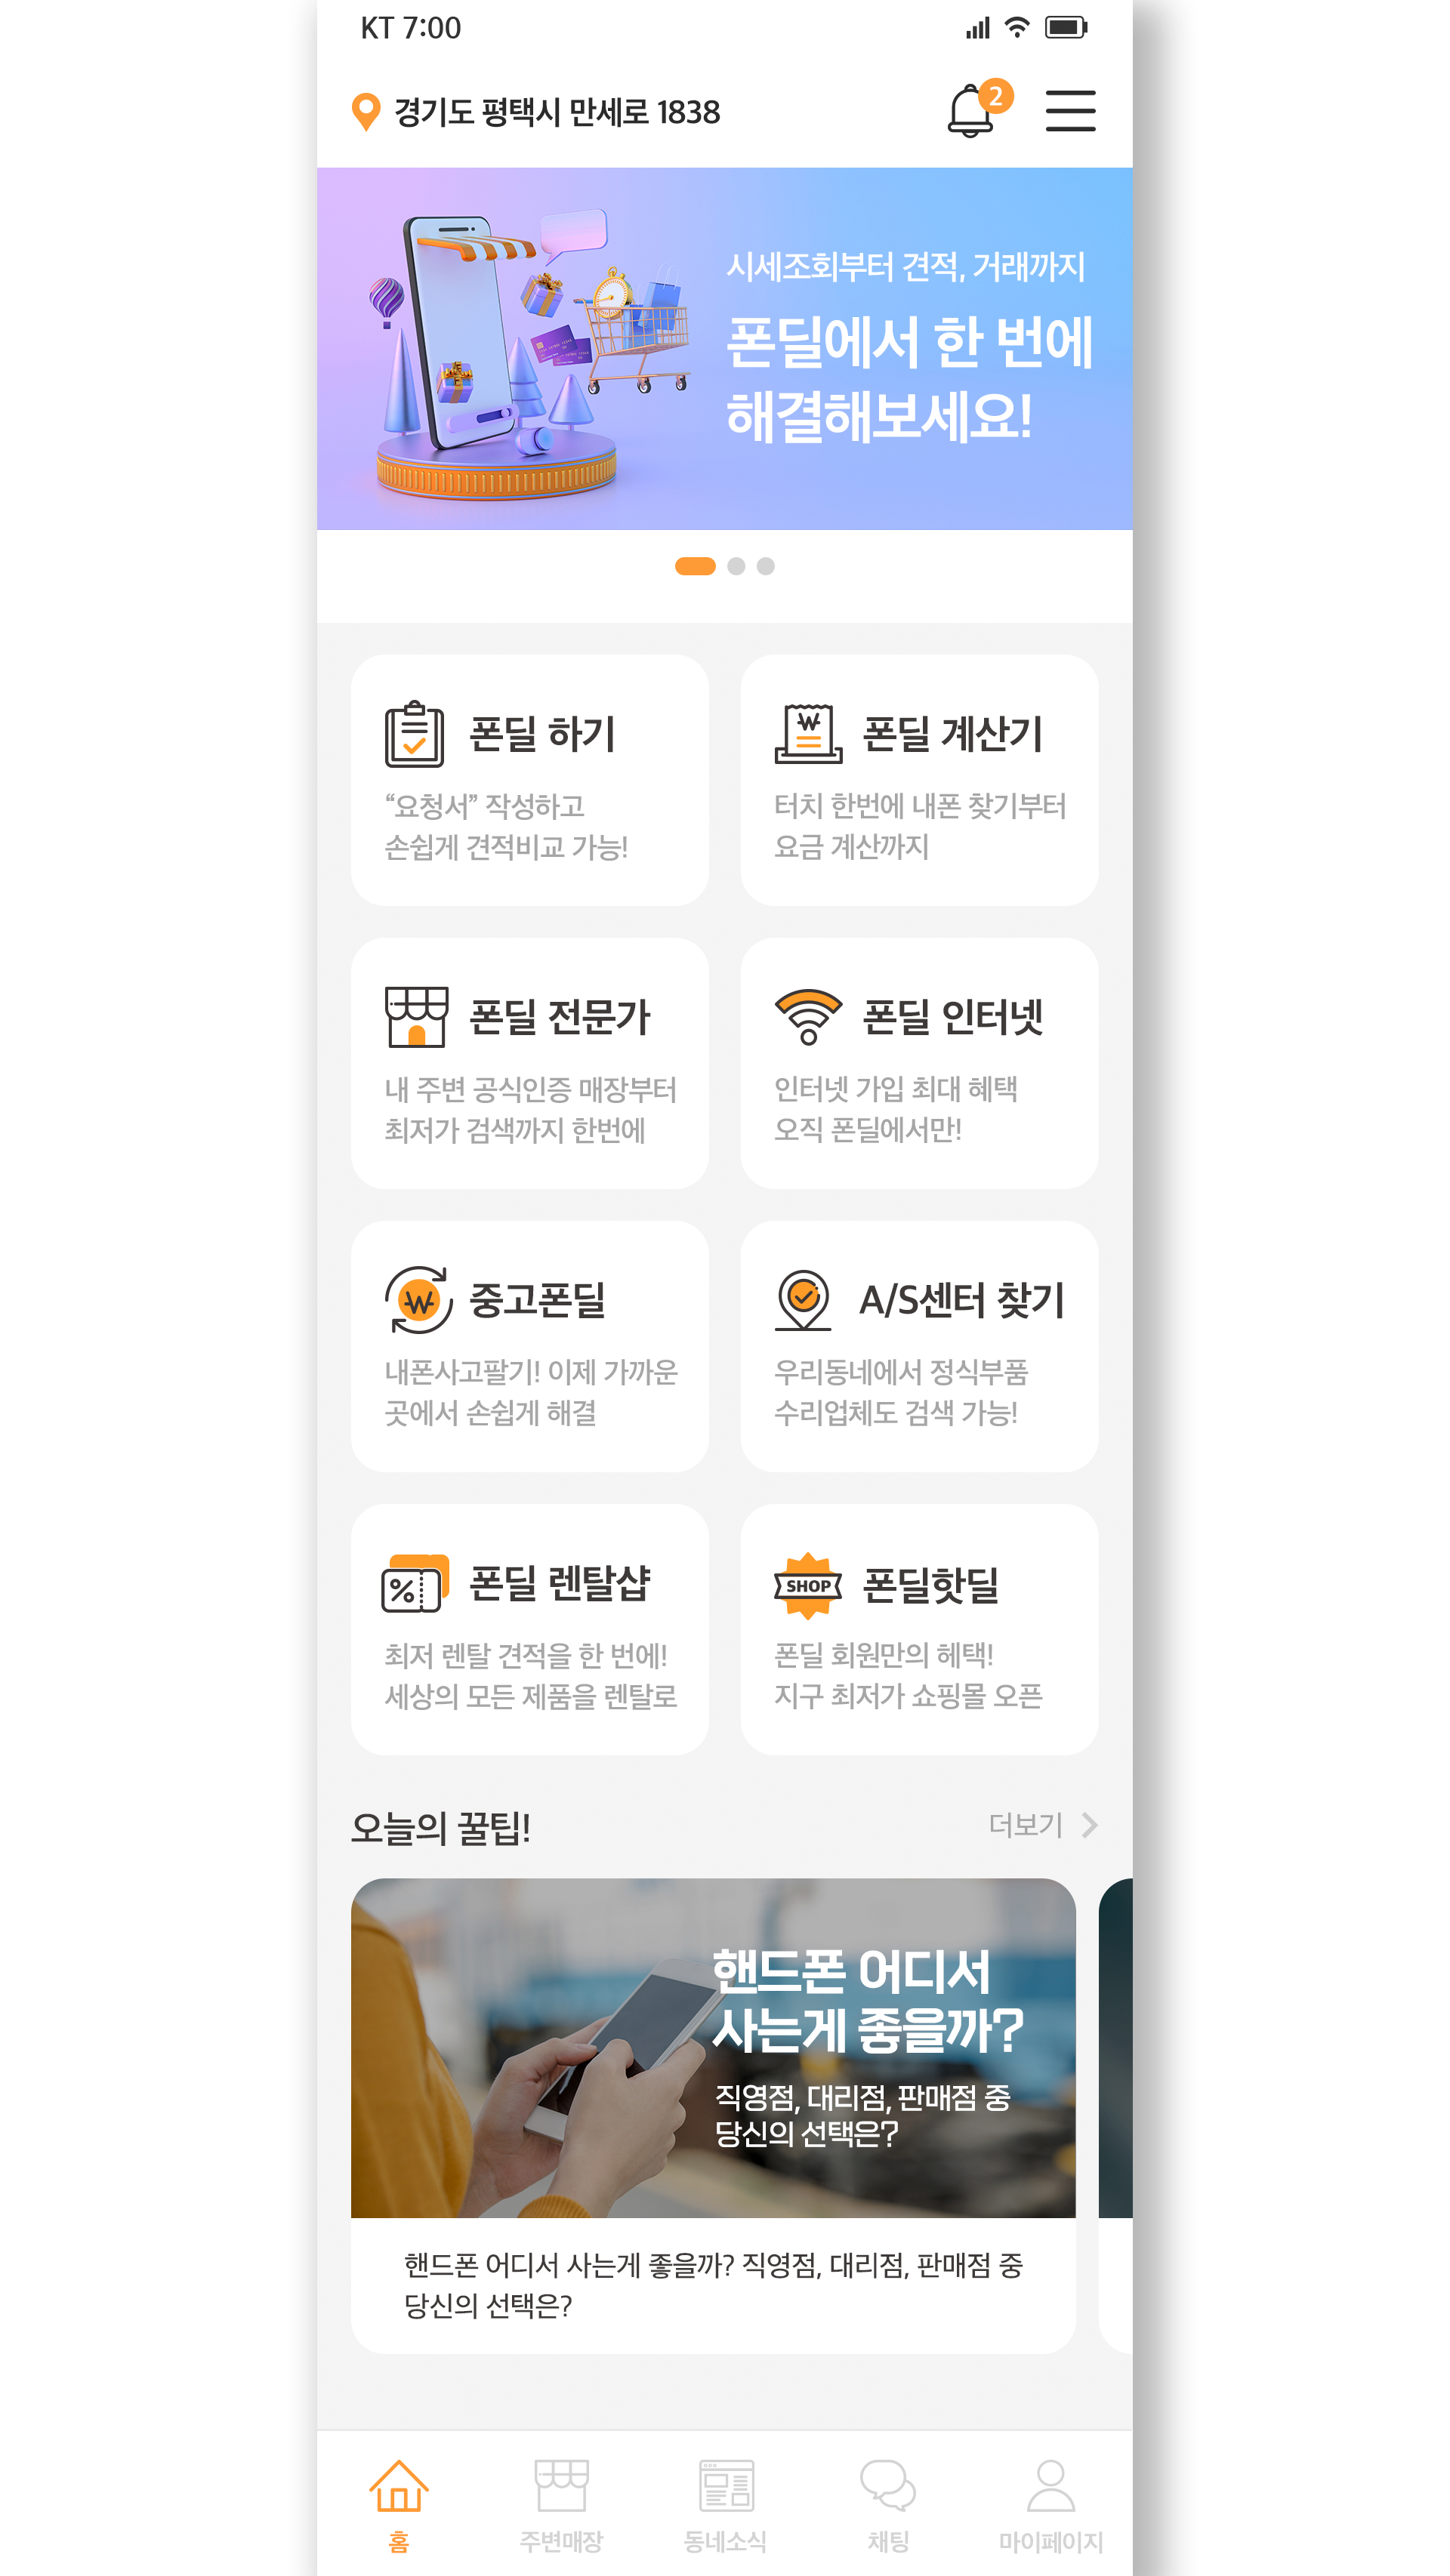 KT 7:00
경기도 평택시 만세로 1838
2
시세조회부터 견적, 거래까지
폰딜에서 한 번에
해결해보세요!
폰딜 하기
“요청서” 작성하고
손쉽게 견적비교 가능!
폰딜 계산기
터치 한번에 내폰 찾기부터
요금 계산까지
폰딜 전문가
내 주변 공식인증 매장부터
최저가 검색까지 한번에
폰딜 인터넷
인터넷 가입 최대 혜택
오직 폰딜에서만!
중고폰딜
내폰사고팔기! 이제 가까운
곳에서 손쉽게 해결
A/S센터 찾기
우리동네에서 정식부품
수리업체도 검색 가능!
폰딜 렌탈샵
최저 렌탈 견적을 한 번에!
세상의 모든 제품을 렌탈로
SHOP
폰딜핫딜
폰딜 회원만의 헤택!
지구 최저가 쇼핑몰 오픈
오늘의 꿀팁!
더보기
핸드폰 어디서
사는게 좋을까?
직영점, 대리점, 판매점 중
당신의 선택은?
핸드폰 어디서 사는게 좋을까? 직영점, 대리점, 판매점 중
당신의 선택은?
홈
주변매장
동네소식
채팅
마이페이지